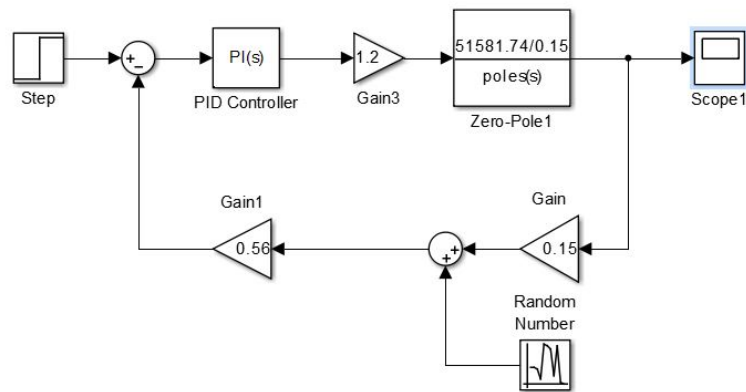 Step
+
−
PI(s)
PID Controller
1.2
Gain3
51581.74/0.15
poles(s)
Zero-Pole1
Scope1
Gain1
0.56
+
+
Gain
0.15
Random
Number